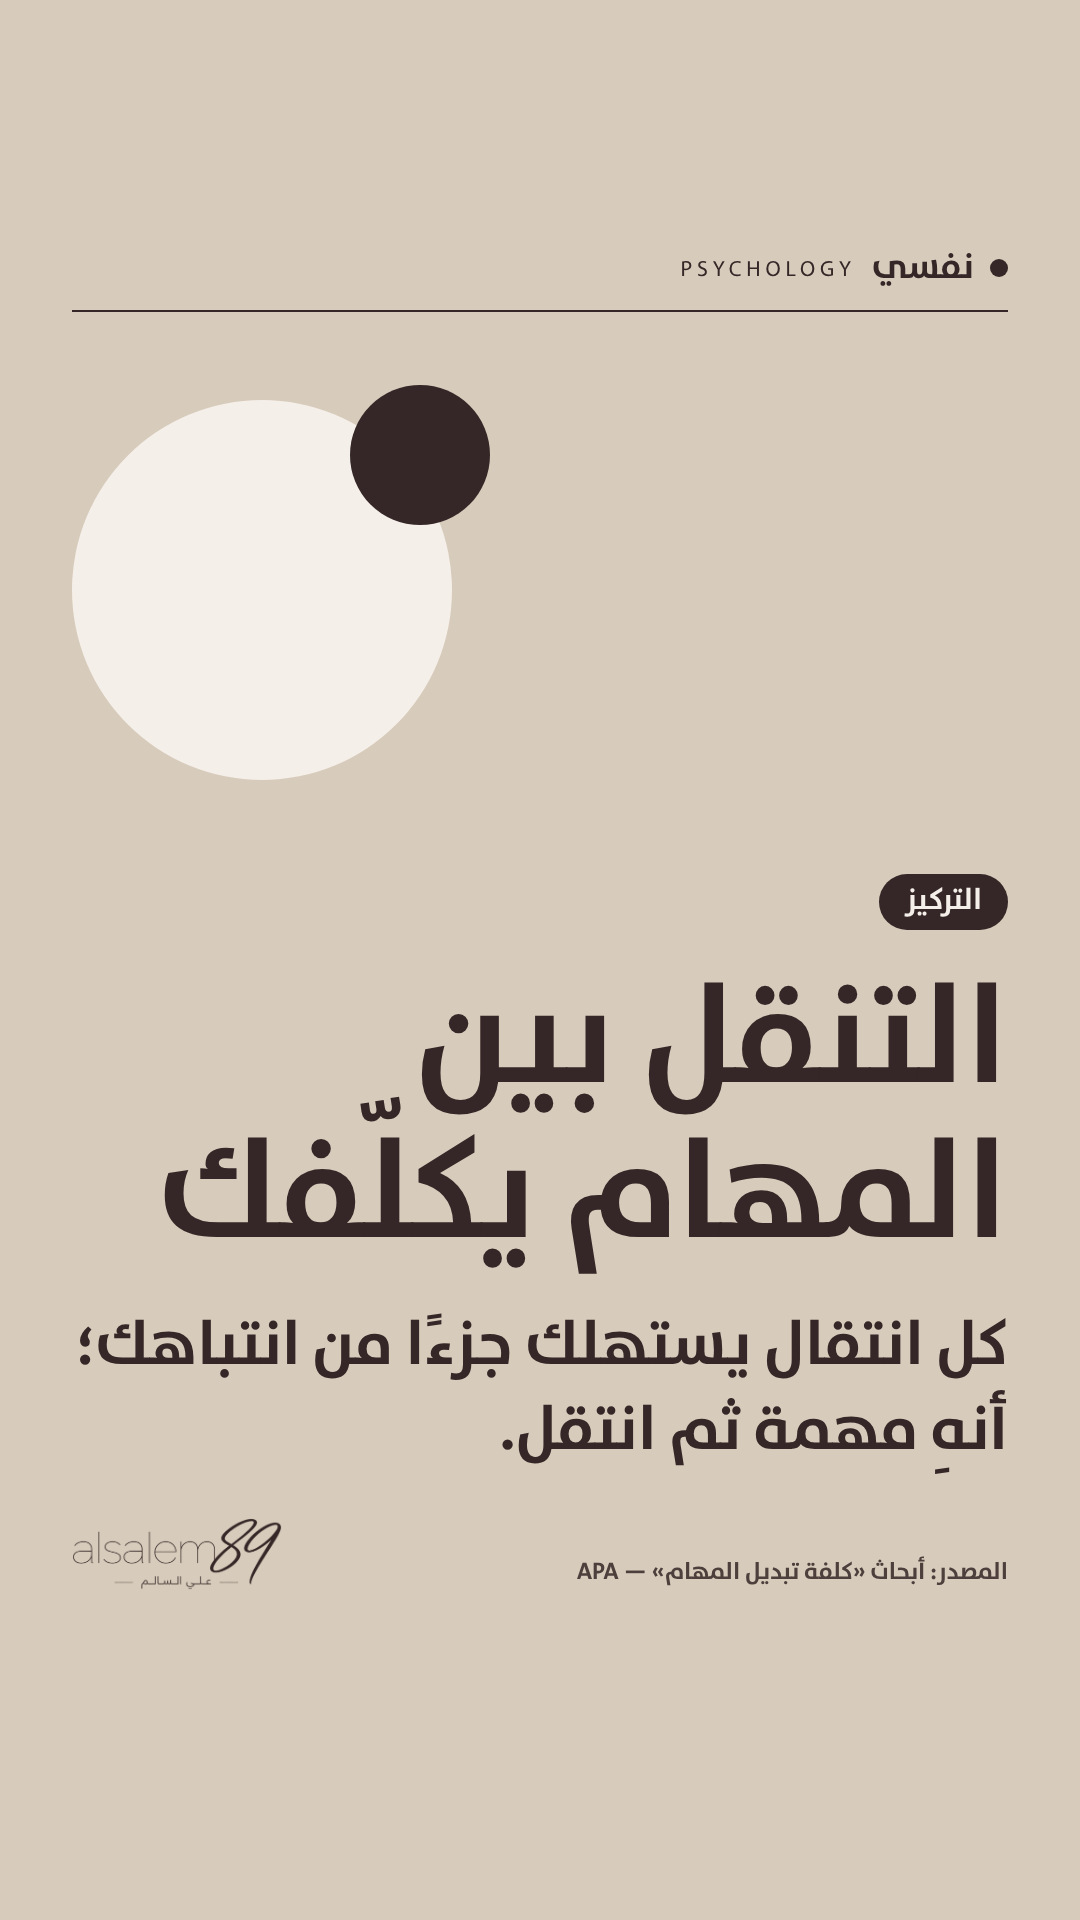 نفسي PSYCHOLOGY
التركيز
التنقل بين
المهام يكلّفك
كل انتقال يستهلك جزءًا من انتباهك؛
أنهِ مهمة ثم انتقل.
المصدر: أبحاث «كلفة تبديل المهام» — APA
alsalem89
علي السالم